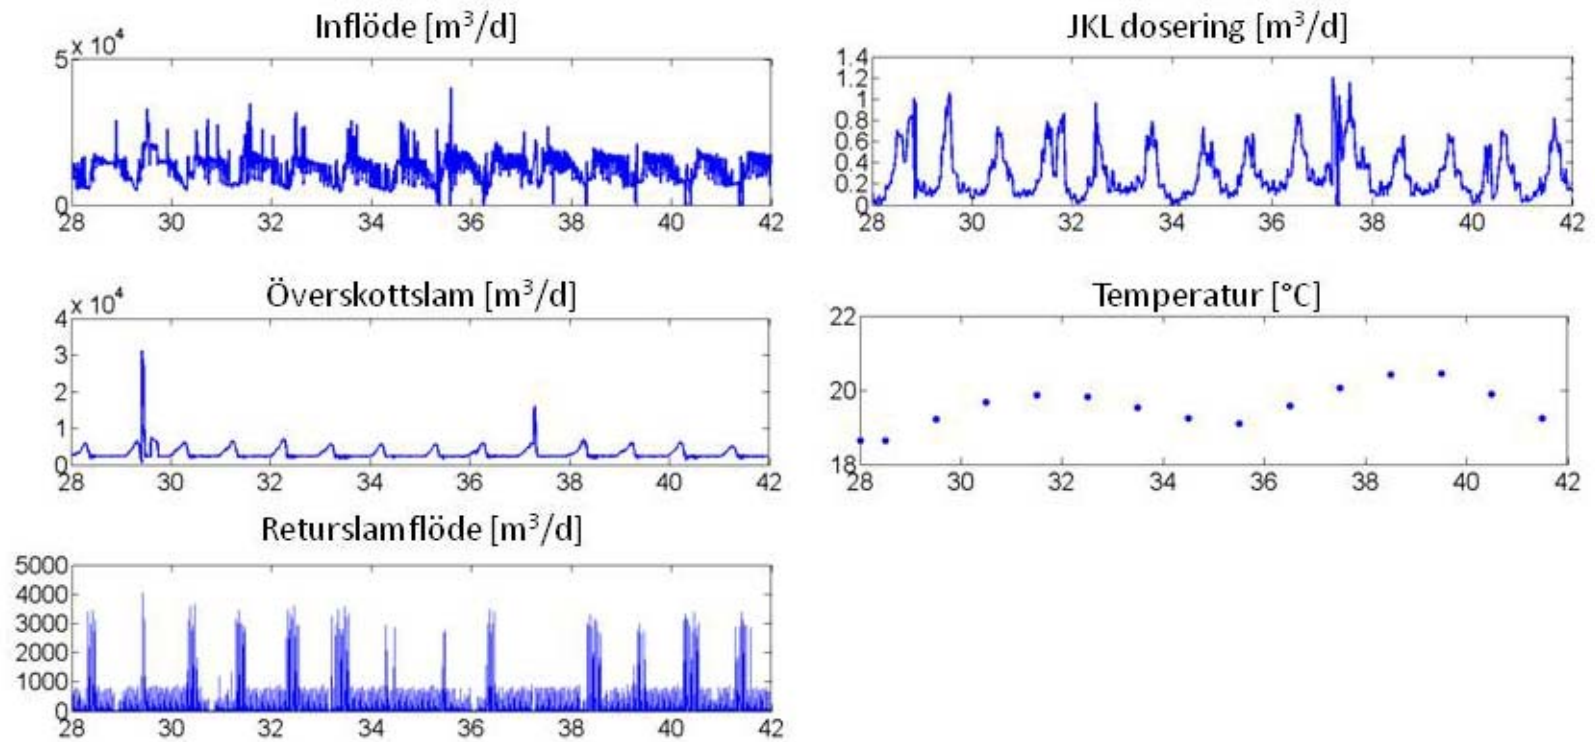 Inflöde [m³/d]
x 10⁴
5
0
28 30 32 34 36 38 40 42
JKL dosering [m³/d]
1.4
1.2
1
0.8
0.6
0.4
0.2
0
28 30 32 34 36 38 40 42
Överskottslam [m³/d]
x 10⁴
4
3
2
1
0
28 30 32 34 36 38 40 42
Temperatur [°C]
22
20
18
28 30 32 34 36 38 40 42
Returslamflöde [m³/d]
5000
4000
3000
2000
1000
0
28 30 32 34 36 38 40 42